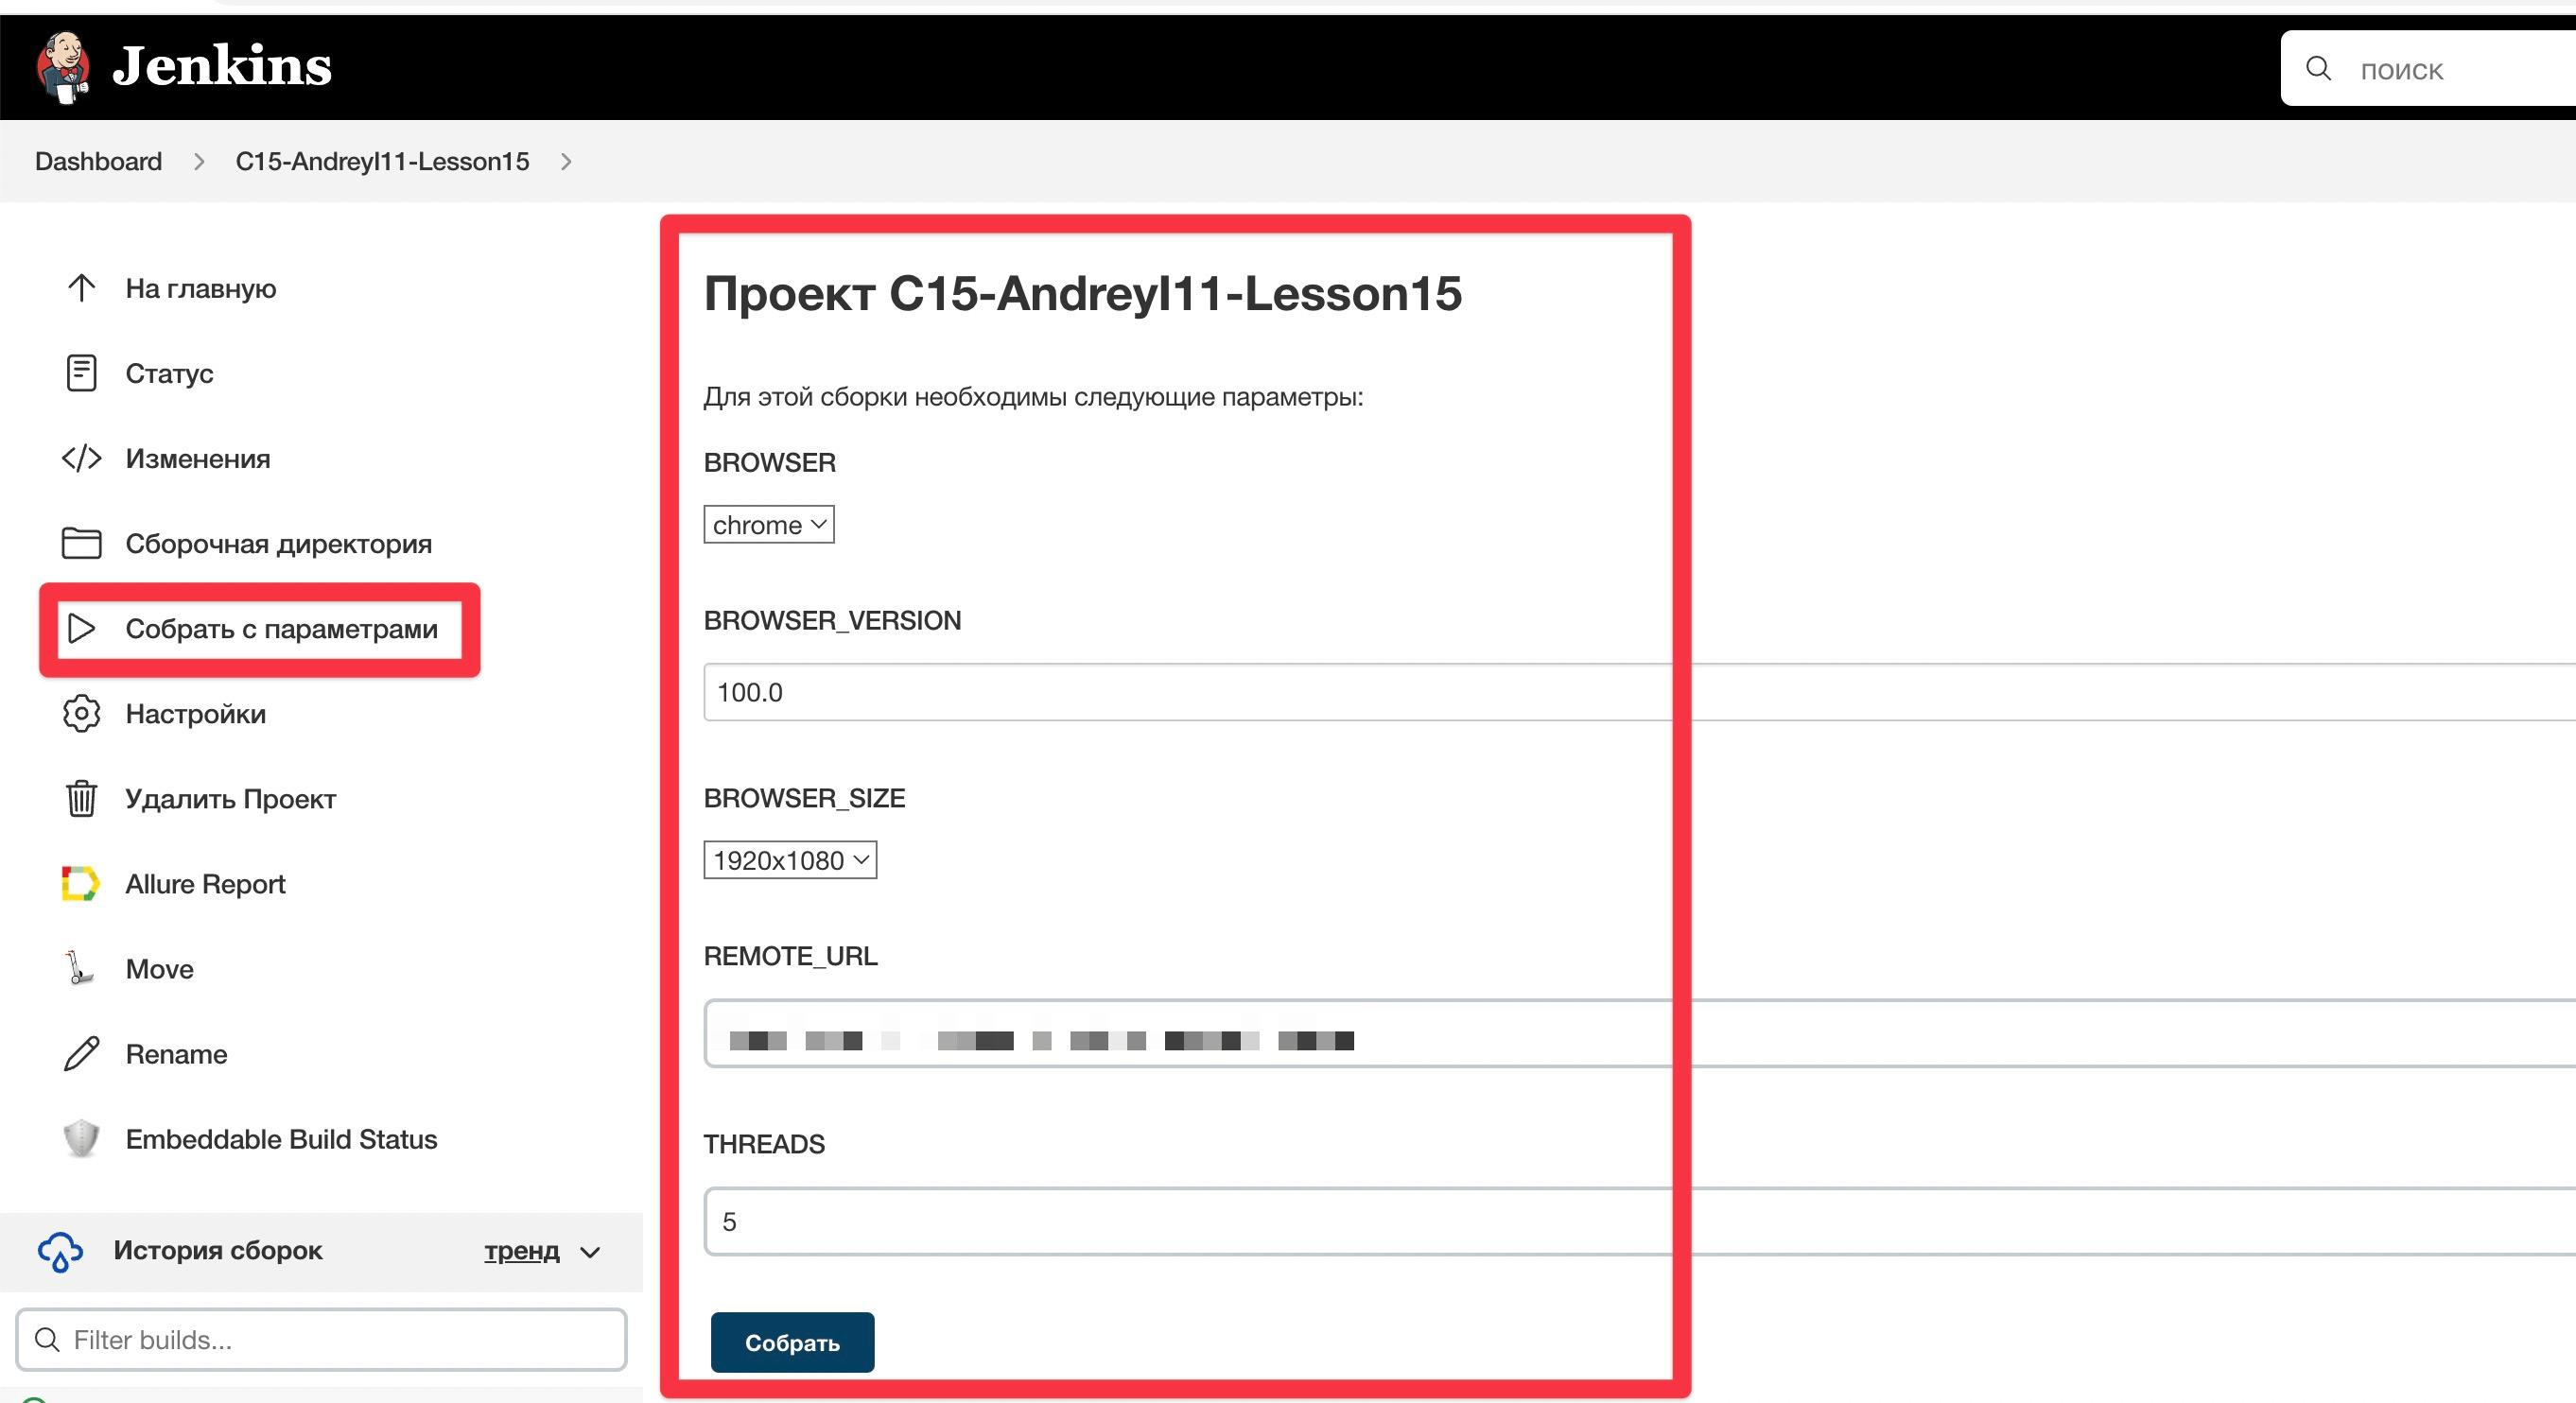 Jenkins
поиск
Dashboard
C15-Andreyl11-Lesson15
На главную
Статус
Изменения
Сборочная директория
Собрать с параметрами
Настройки
Удалить Проект
Allure Report
Move
Rename
Embeddable Build Status
История сборок
тренд
Filter builds...
Проект C15-Andreyl11-Lesson15
Для этой сборки необходимы следующие параметры:
BROWSER
chrome
BROWSER_VERSION
100.0
BROWSER_SIZE
1920x1080
REMOTE_URL
THREADS
5
Собрать